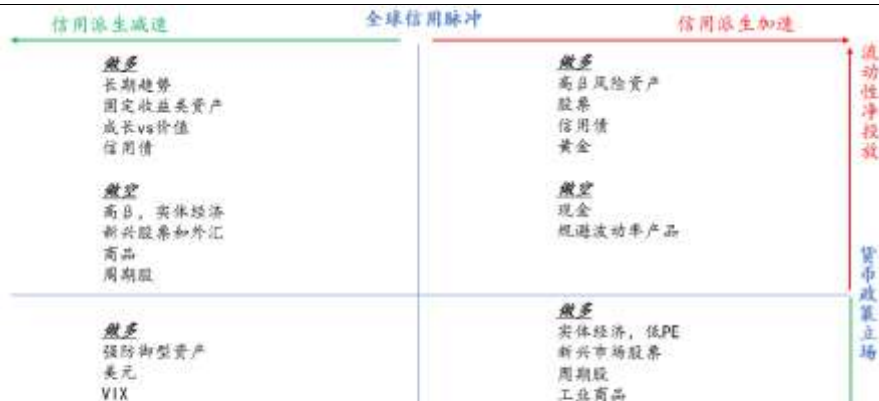 信用派生减速
全球信用脉冲
信用派生加速
做多
长期趋势
固定收益类资产
成长vs价值
信用债
做空
高β, 实体经济
新兴股票和外汇
商品
周期股
做多
高β风险资产
股票
信用债
黄金
做空
现金
规避波动率产品
流动性净投放
货币政策立场
做多
强防御型资产
美元
VIX
做多
实体经济, 低PE
新兴市场股票
周期股
工业商品